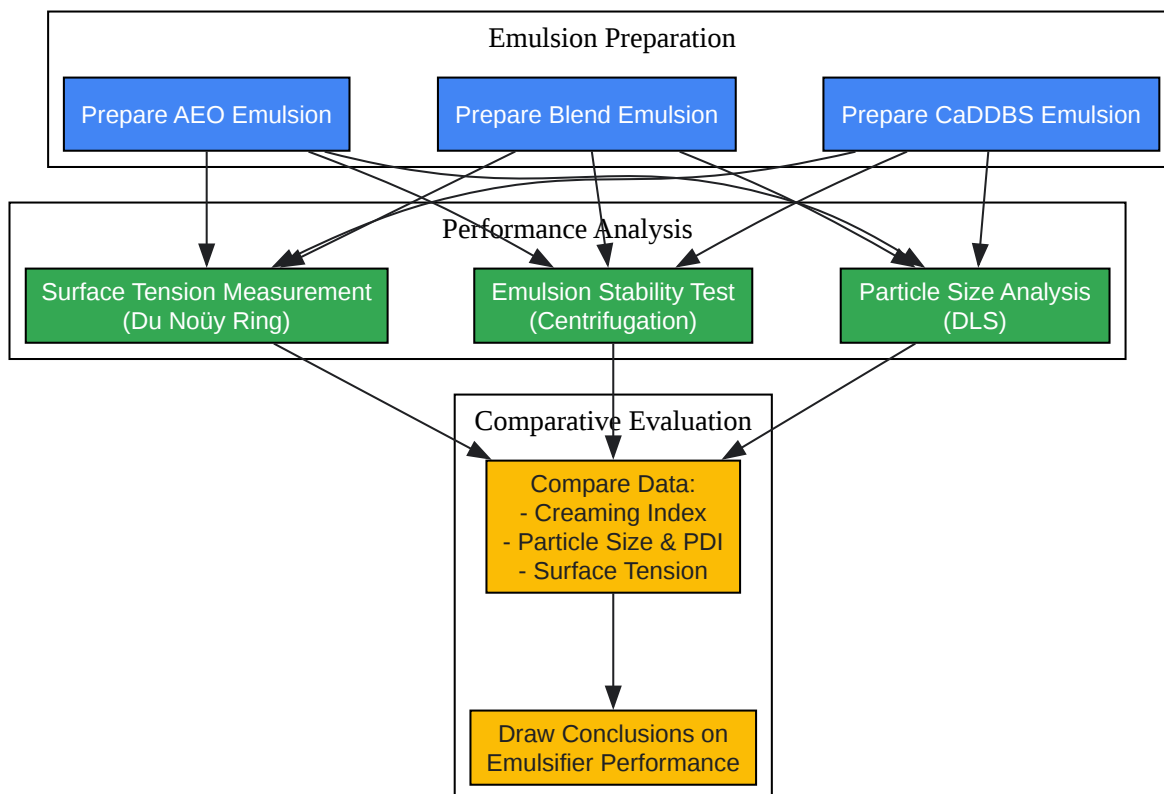 Emulsion Preparation
Prepare AEO Emulsion
Prepare Blend Emulsion
Prepare CaDDBS Emulsion
Performance Analysis
Surface Tension Measurement
(Du Noüy Ring)
Emulsion Stability Test
(Centrifugation)
Particle Size Analysis
(DLS)
Comparative Evaluation
Compare Data:
- Creaming Index
- Particle Size & PDI
- Surface Tension
Draw Conclusions on
Emulsifier Performance